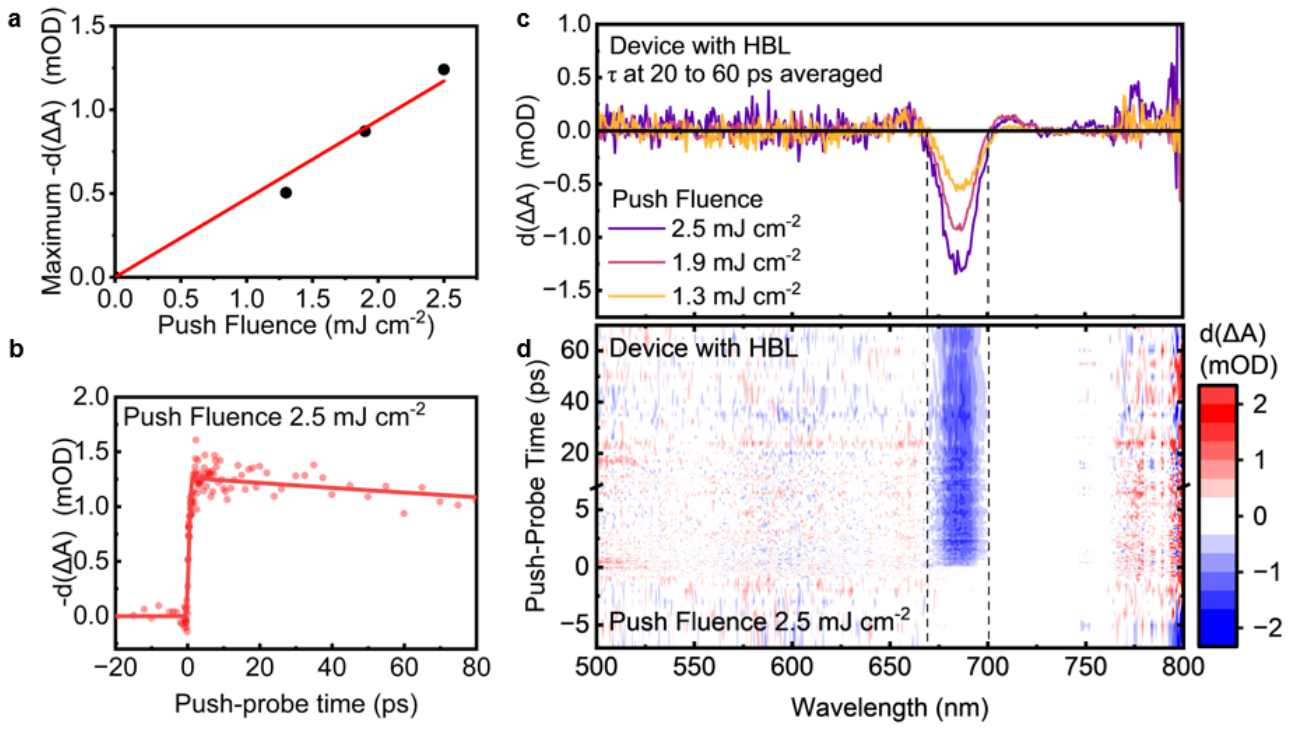 a
1.5
1.0
0.5
0.0
Maximum -d(ΔA) (mOD)
0.0 0.5 1.0 1.5 2.0 2.5
Push Fluence (mJ cm-2)
b
Push Fluence 2.5 mJ cm-2
2.0
1.5
1.0
0.5
0.0
-d(ΔA) (mOD)
−20 0 20 40 60 80
Push-probe time (ps)
c
Device with HBL
τ at 20 to 60 ps averaged
1.0
0.5
0.0
−0.5
−1.0
−1.5
d(ΔA) (mOD)
Push Fluence
2.5 mJ cm-2
1.9 mJ cm-2
1.3 mJ cm-2
d
Device with HBL
60
40
20
5
0
−5
Push-Probe Time (ps)
Push Fluence 2.5 mJ cm-2
500 550 600 650 700 750 800
Wavelength (nm)
d(ΔA)
(mOD)
2
1
0
−1
−2